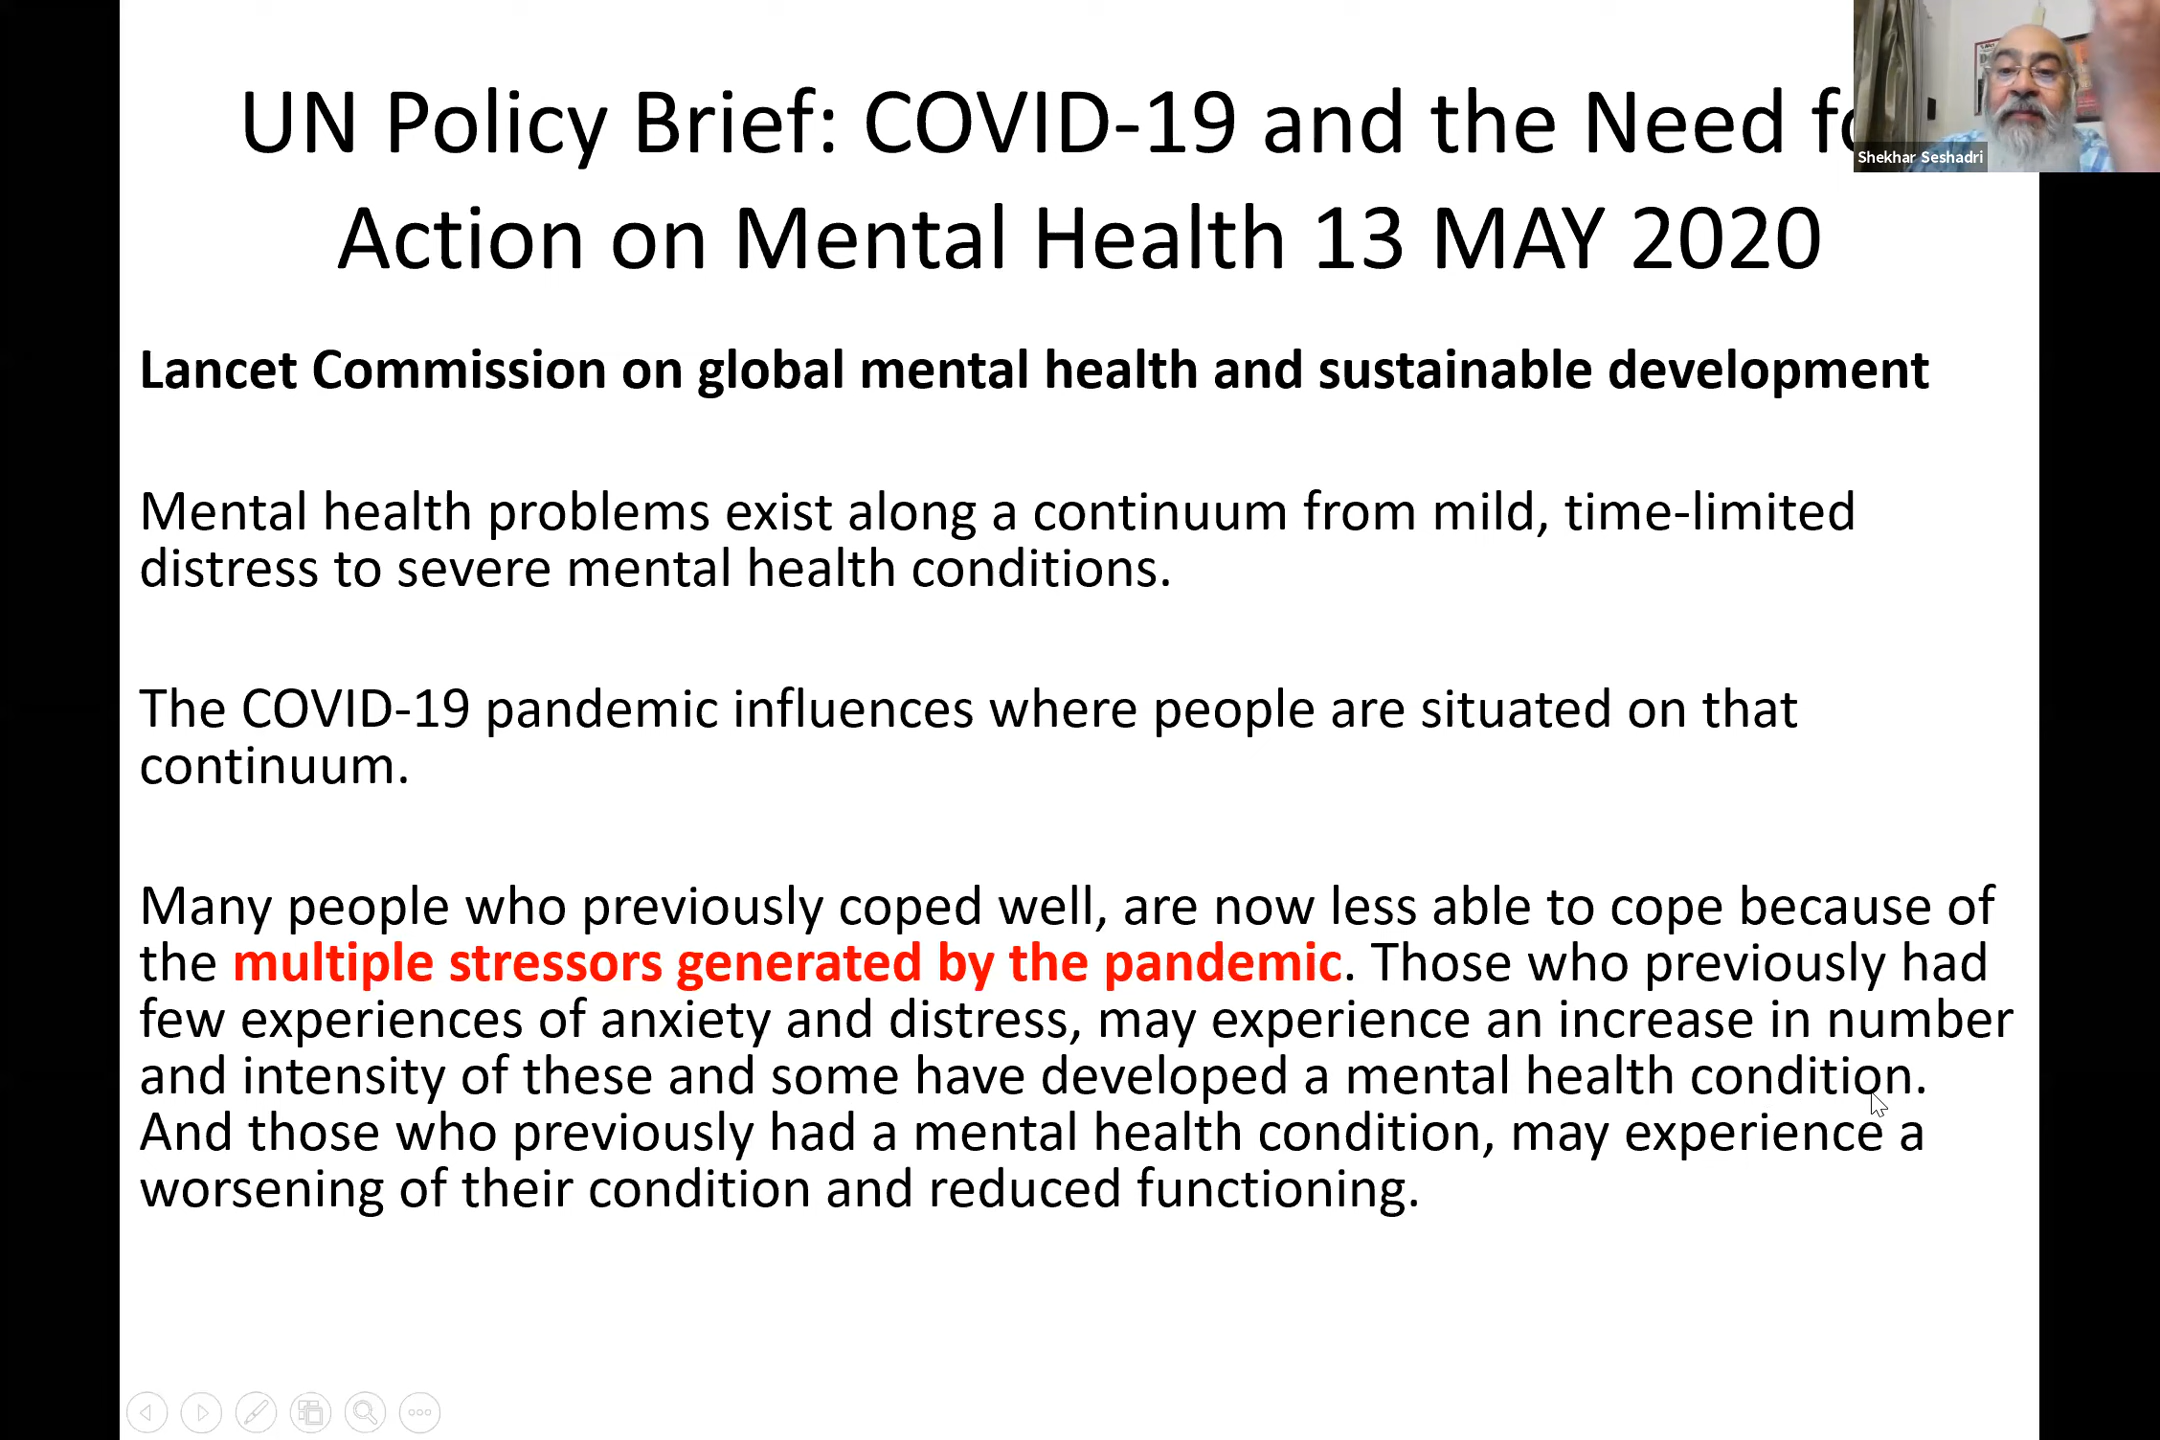 UN Policy Brief: COVID-19 and the Need
Action on Mental Health 13 MAY 2020
Shekhar Seshadri
Lancet Commission on global mental health and sustainable development
Mental health problems exist along a continuum from mild, time-limited
distress to severe mental health conditions.
The COVID-19 pandemic influences where people are situated on that
continuum.
Many people who previously coped well, are now less able to cope because of
the multiple stressors generated by the pandemic. Those who previously had
few experiences of anxiety and distress, may experience an increase in number
and intensity of these and some have developed a mental health condition.
And those who previously had a mental health condition, may experience a
worsening of their condition and reduced functioning.